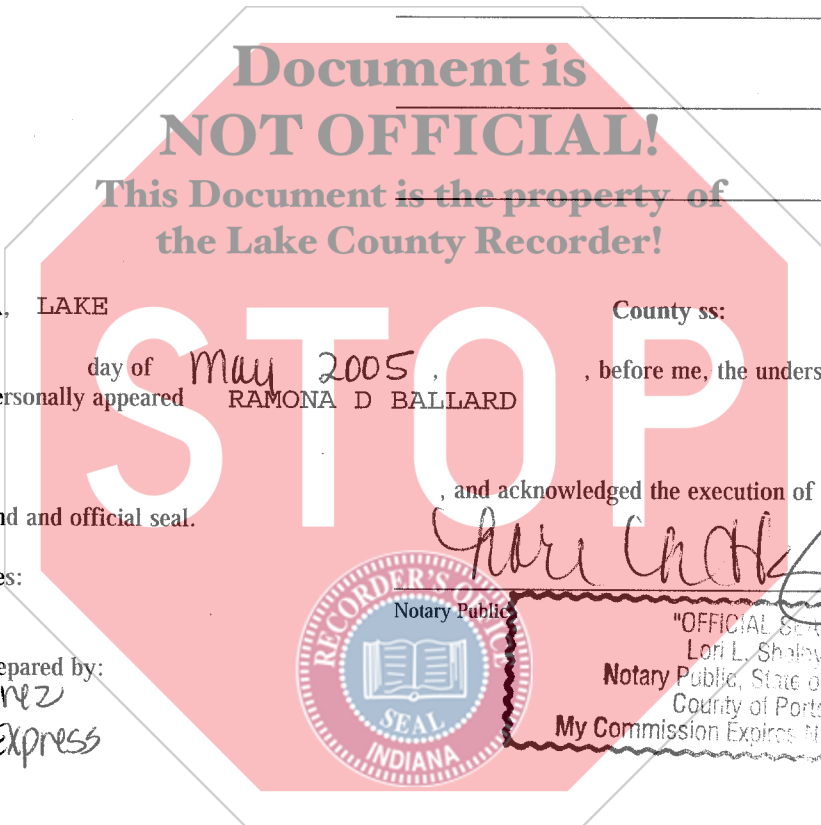 Document is
NOT OFFICIAL!
This Document is the property of
the Lake County Recorder!
STOP
, LAKE County ss:
day of May 2005, , before me, the unders
ersonally appeared RAMONA D BALLARD
, and acknowledged the execution of
nd and official seal.
es:
Notary Public
RECORDER'S OFFICE
SEAL
INDIANA
"OFFICIAL SEA
Lori L.
Notary Public, State o
County of Port
My Commission Expires
epared by:
rez
Express